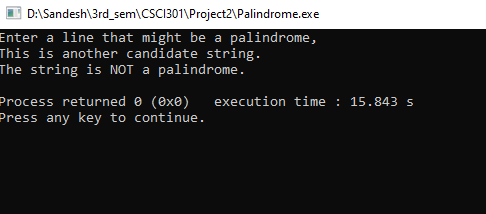 D:\Sandesh\3rd_sem\CSCI301\Project2\Palindrome.exe
Enter a line that might be a palindrome,
This is another candidate string.
The string is NOT a palindrome.
Process returned 0 (0x0)   execution time : 15.843 s
Press any key to continue.